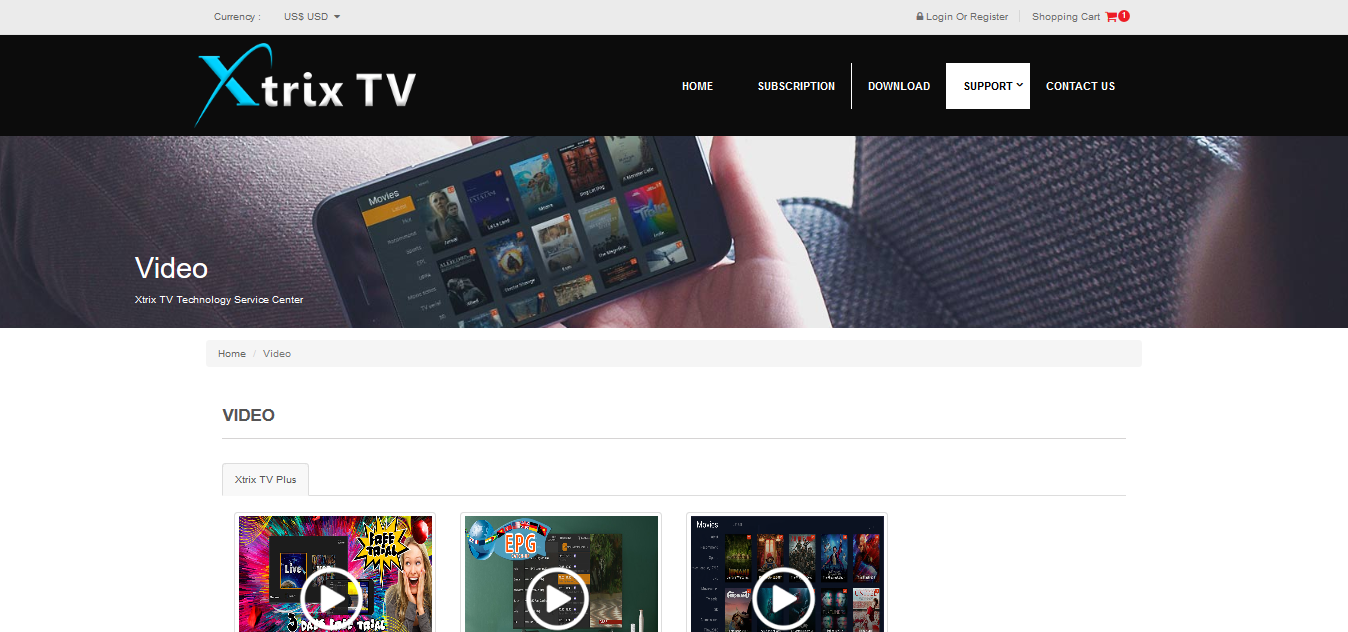 Currency :
US$ USD
Login Or Register
Shopping Cart
1
Xtrix TV
HOME
SUBSCRIPTION
DOWNLOAD
SUPPORT
CONTACT US
Movies
Video
Xtrix TV Technology Service Center
Home / Video
VIDEO
Xtrix TV Plus
FREE
TRIAL
Live
EPG
Movies